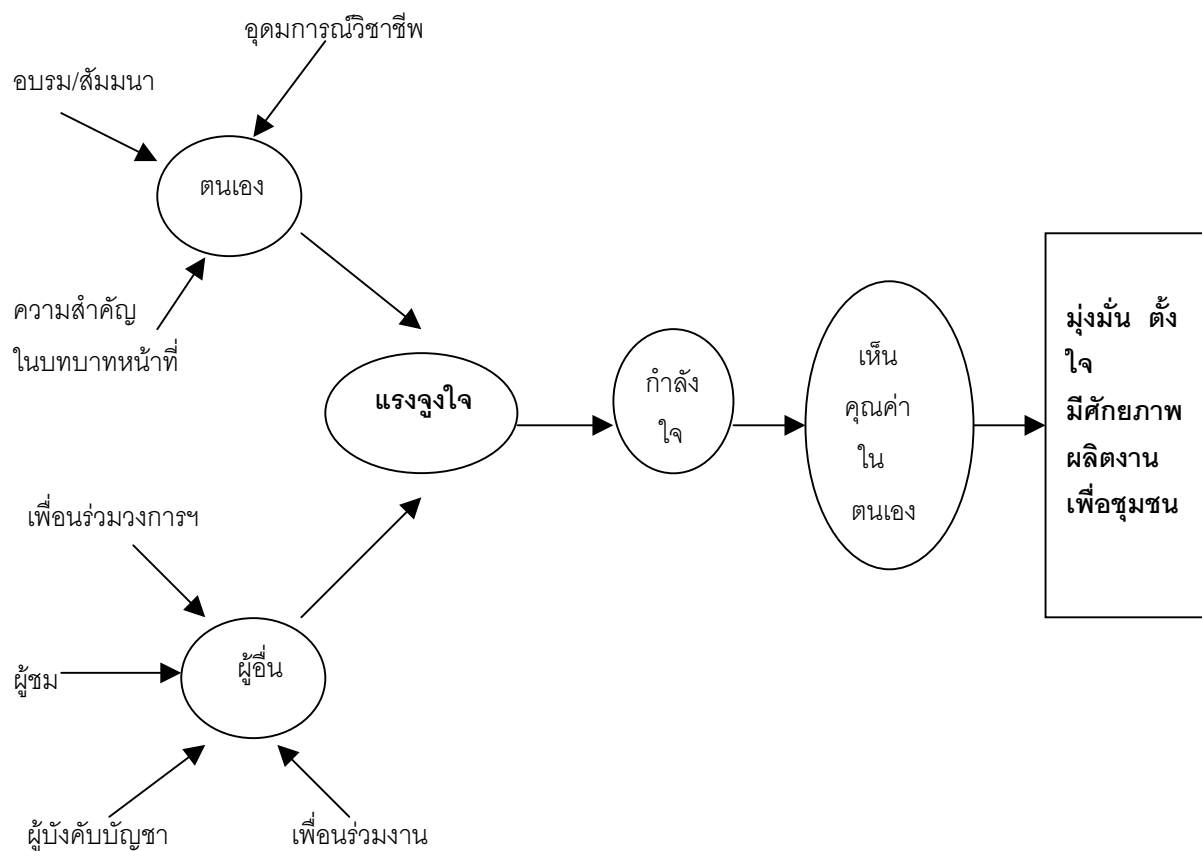 อุดมการณ์วิชาชีพ
อบรม/สัมมนา
ตนเอง
ความสำคัญ
ในบทบาทหน้าที่
แรงจูงใจ
กำลัง
ใจ
เห็น
คุณค่า
ใน
ตนเอง
มุ่งมั่น ตั้ง
ใจ
มีศักยภาพ
ผลิตงาน
เพื่อชุมชน
เพื่อนร่วมวงการฯ
ผู้อื่น
ผู้ชม
ผู้บังคับบัญชา
เพื่อนร่วมงาน